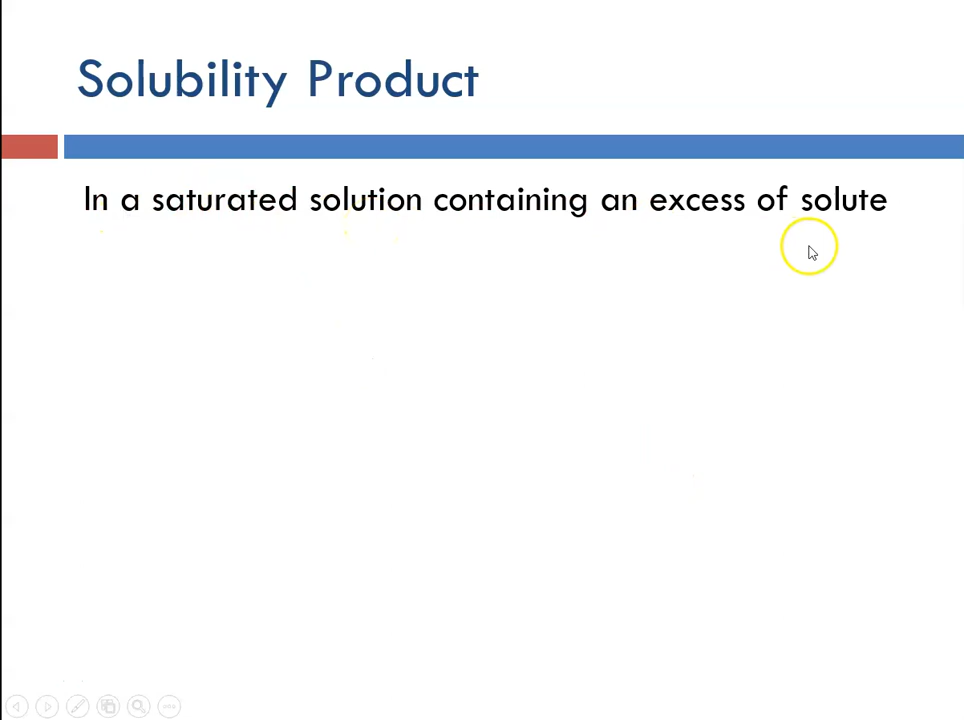 Solubility Product
In a saturated solution containing an excess of solute